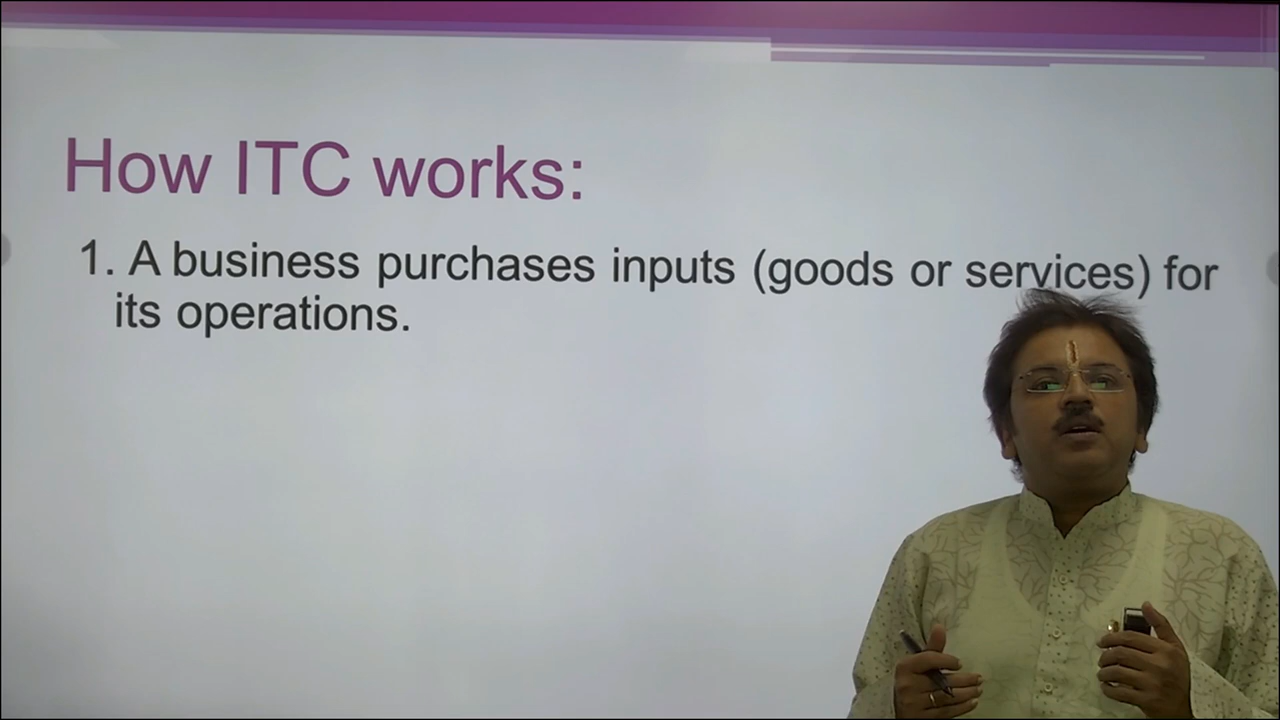 How ITC works:
1. A business purchases inputs (goods or services) for
its operations.